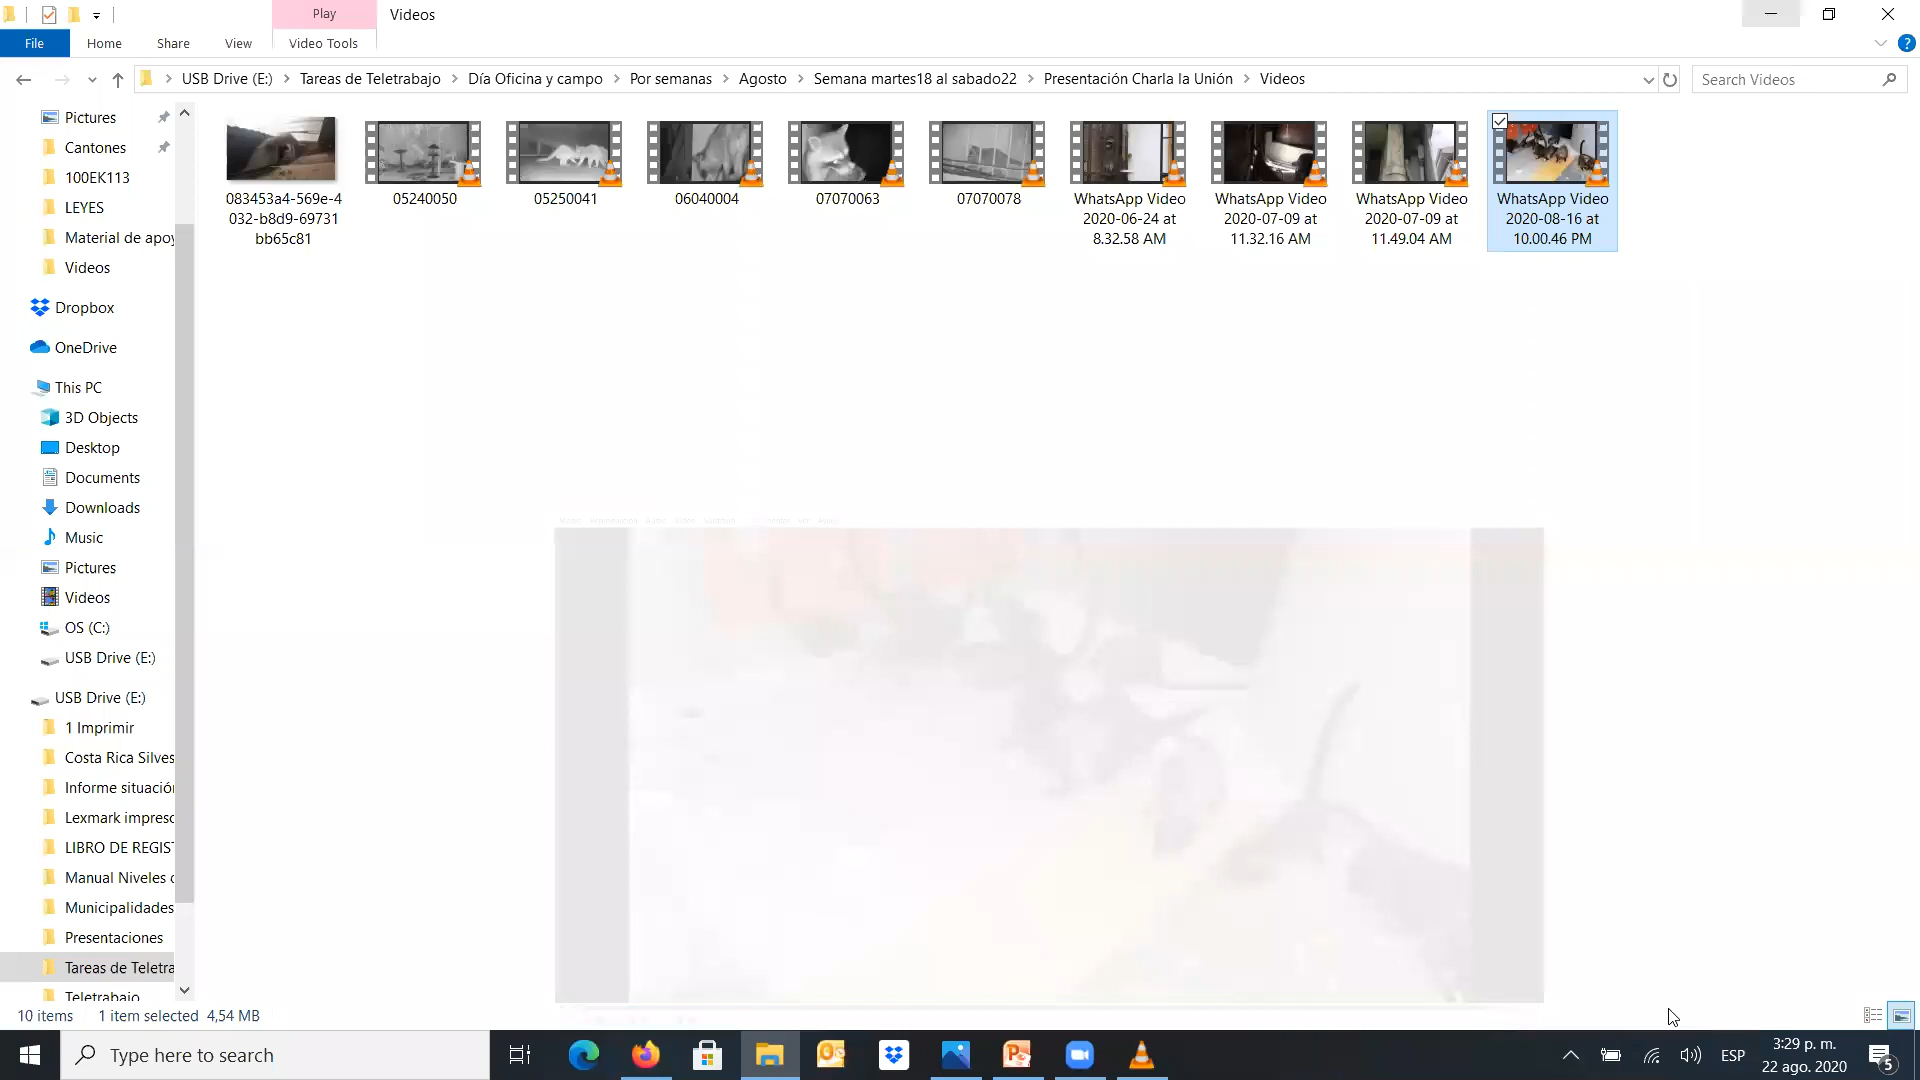 Play
Videos
File
Home
Share
View
Video Tools
USB Drive (E:)
Tareas de Teletrabajo
Día Oficina y campo
Por semanas
Agosto
Semana martes18 al sabado22
Presentación Charla la Unión
Videos
Search Videos
Pictures
Cantones
100EK113
LEYES
Material de apoy
Videos
Dropbox
OneDrive
This PC
3D Objects
Desktop
Documents
Downloads
Music
Pictures
Videos
OS (C:)
USB Drive (E:)
USB Drive (E:)
1 Imprimir
Costa Rica Silves
Informe situación
Lexmark impreso
LIBRO DE REGIST
Manual Niveles d
Municipalidades
Presentaciones
Tareas de Teletra
Teletrabajo
083453a4-569e-4
032-b8d9-69731
bb65c81
05240050
05250041
06040004
07070063
07070078
WhatsApp Video
2020-06-24 at
8.32.58 AM
WhatsApp Video
2020-07-09 at
11.32.16 AM
WhatsApp Video
2020-07-09 at
11.49.04 AM
WhatsApp Video
2020-08-16 at
10.00.46 PM
10 items
1 item selected 4,54 MB
Type here to search
ESP
3:29 p. m.
22 ago. 2020
5